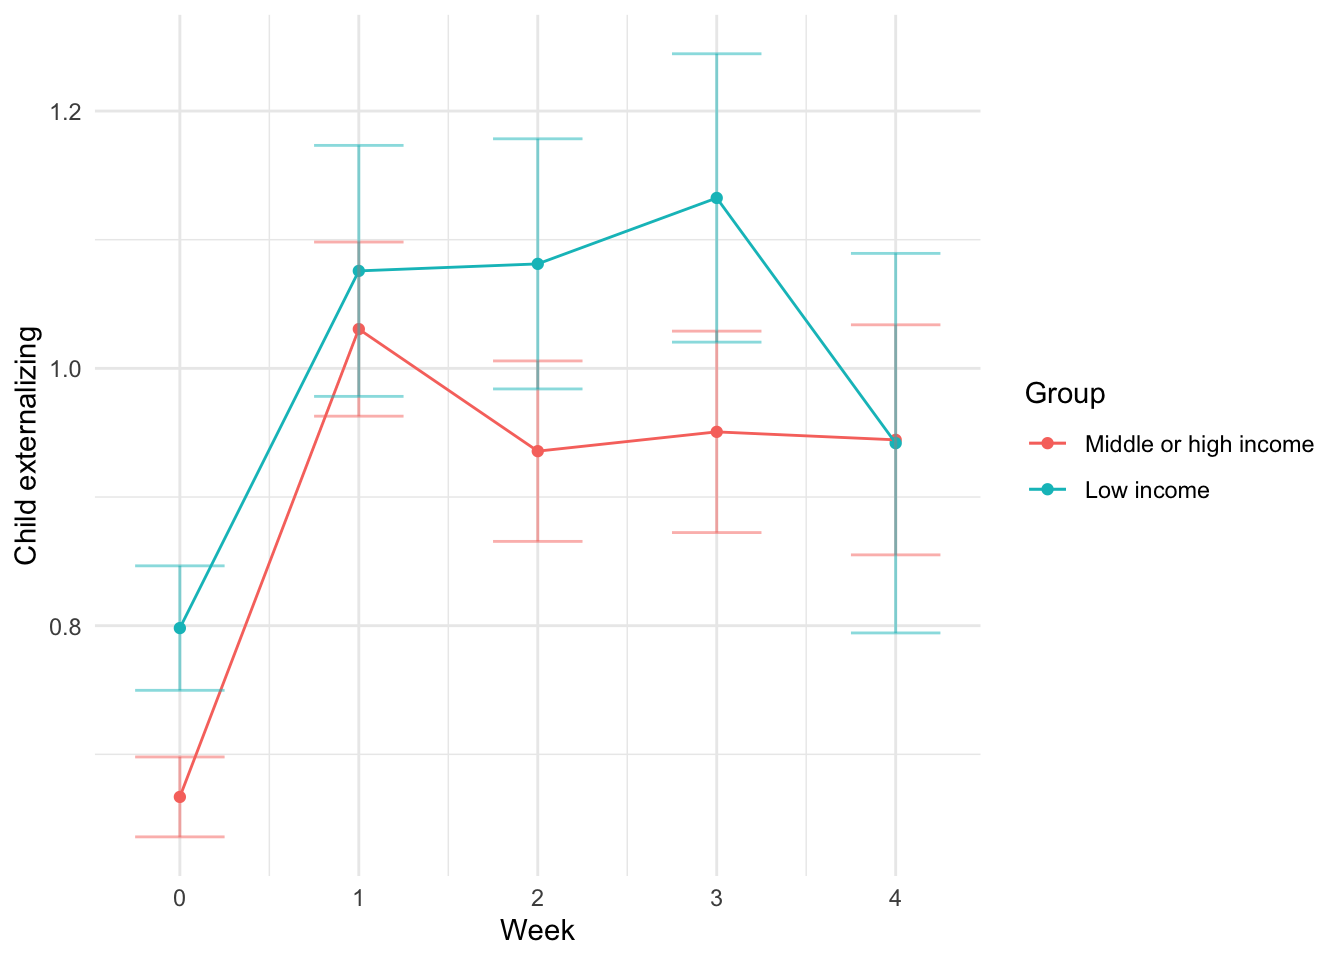 1.2
1.0
0.8
Child externalizing
0 1 2 3 4
Week
Group
Middle or high income
Low income